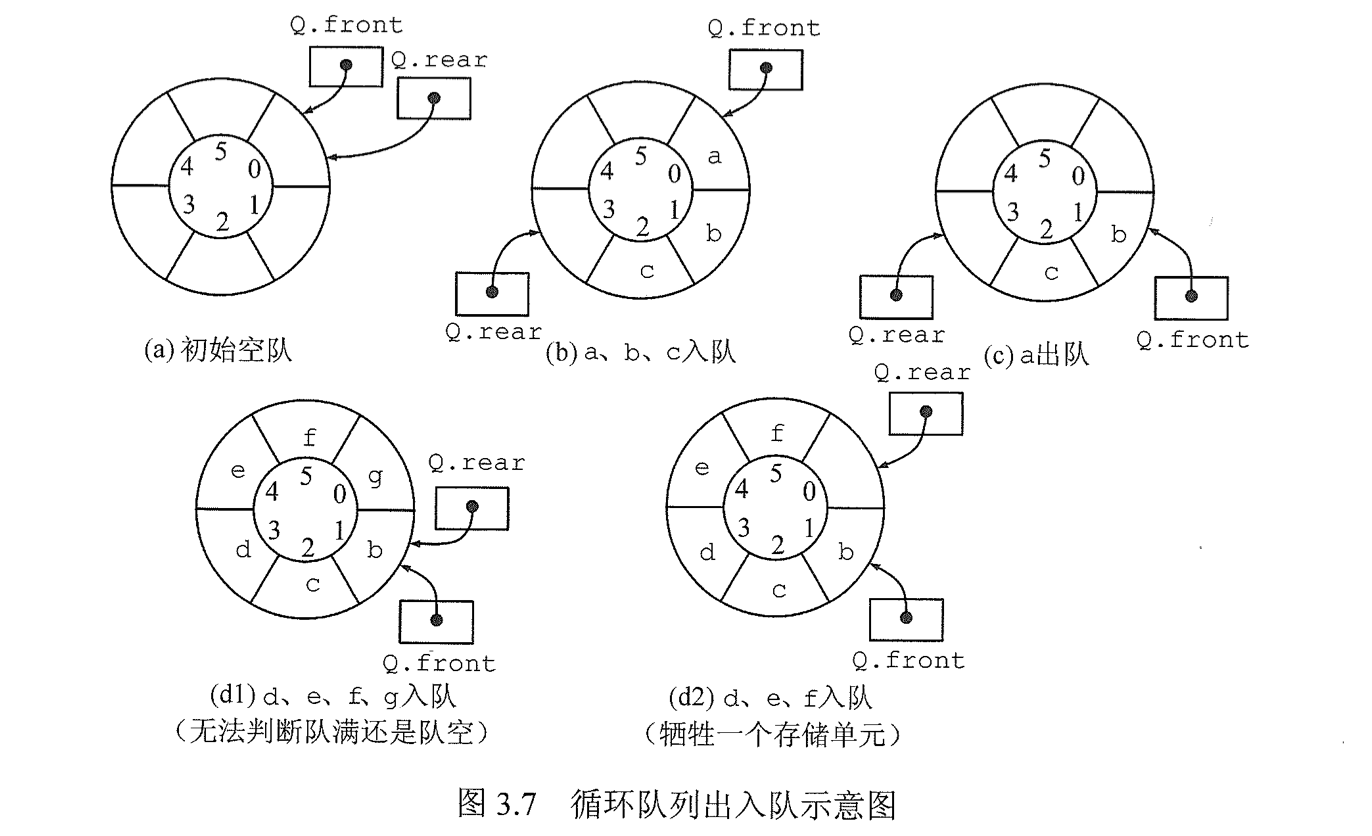 Q.front
Q.rear
4 5 0
3 2 1
(a) 初始空队
Q.front
a
4 5 0
3 2 1
b
c
Q.rear
(b) a、b、c入队
4 5 0
3 2 1
b
c
Q.rear
Q.front
(c) a出队
f
e
g
4 5 0
3 2 1
d
b
c
Q.rear
Q.front
(d1) d、e、f、g入队
(无法判断队满还是队空)
Q.rear
f
e
4 5 0
3 2 1
d
b
c
Q.front
(d2) d、e、f入队
(牺牲一个存储单元)
图 3.7 循环队列出入队示意图